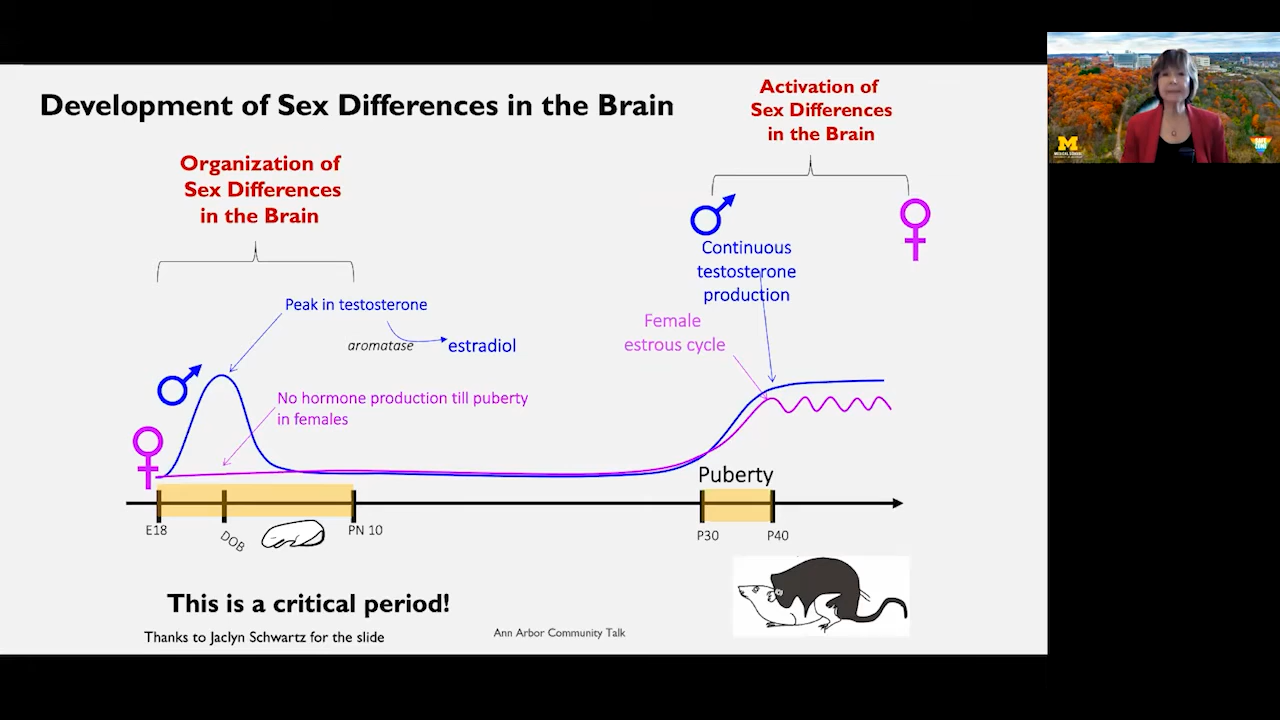 Development of Sex Differences in the Brain
Organization of
Sex Differences
in the Brain
Activation of
Sex Differences
in the Brain
Peak in testosterone
aromatase
estradiol
No hormone production till puberty
in females
Continuous
testosterone
production
Female
estrous cycle
Puberty
E18
DOB
PN 10
P30
P40
This is a critical period!
Thanks to Jaclyn Schwartz for the slide
Ann Arbor Community Talk
M